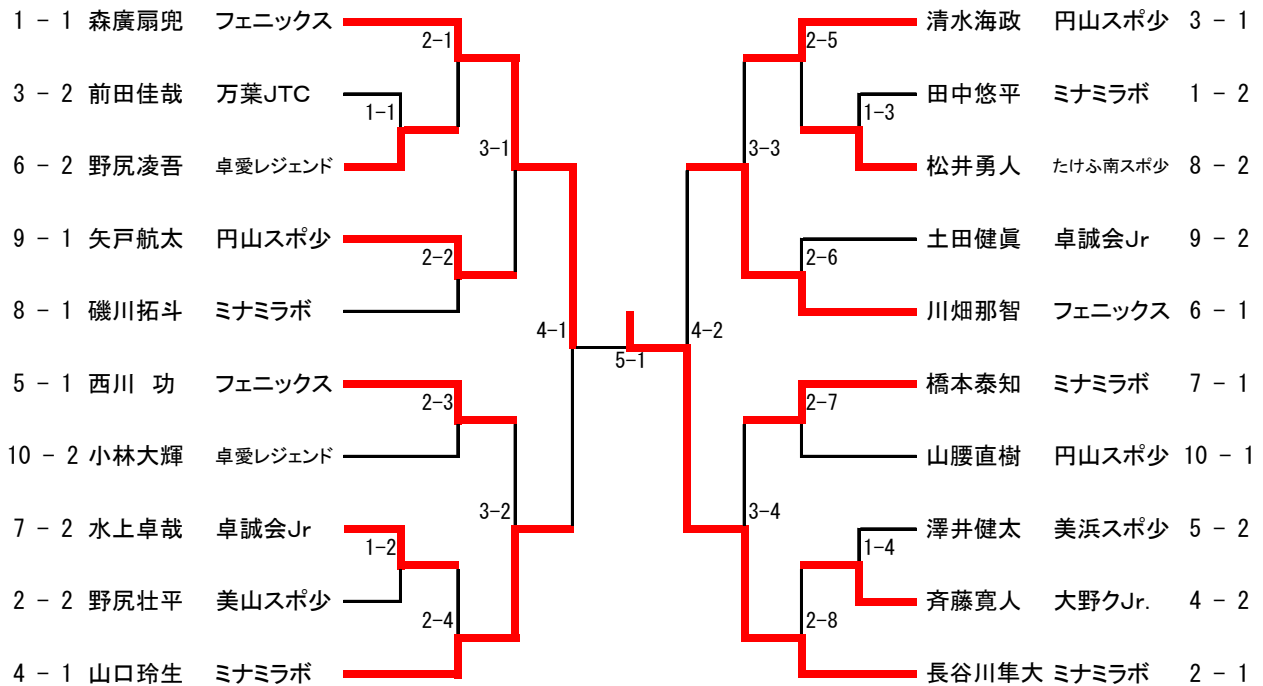 1 - 1 森廣扇兜 フェニックス
3 - 2 前田佳哉 万葉JTC
6 - 2 野尻凌吾 卓愛レジェンド
9 - 1 矢戸航太 円山スポ少
8 - 1 磯川拓斗 ミナミラボ
5 - 1 西川 功 フェニックス
10 - 2 小林大輝 卓愛レジェンド
7 - 2 水上卓哉 卓誠会Jr
2 - 2 野尻壮平 美山スポ少
4 - 1 山口玲生 ミナミラボ
2-1
1-1
3-1
2-2
4-1
2-3
3-2
1-2
2-4
5-1
2-5
1-3
3-3
2-6
4-2
2-7
3-4
1-4
2-8
清水海政 円山スポ少 3 - 1
田中悠平 ミナミラボ 1 - 2
松井勇人 たけふ南スポ少 8 - 2
土田健眞 卓誠会Jr 9 - 2
川畑那智 フェニックス 6 - 1
橋本泰知 ミナミラボ 7 - 1
山腰直樹 円山スポ少 10 - 1
澤井健太 美浜スポ少 5 - 2
斉藤寛人 大野クJr. 4 - 2
長谷川隼大 ミナミラボ 2 - 1